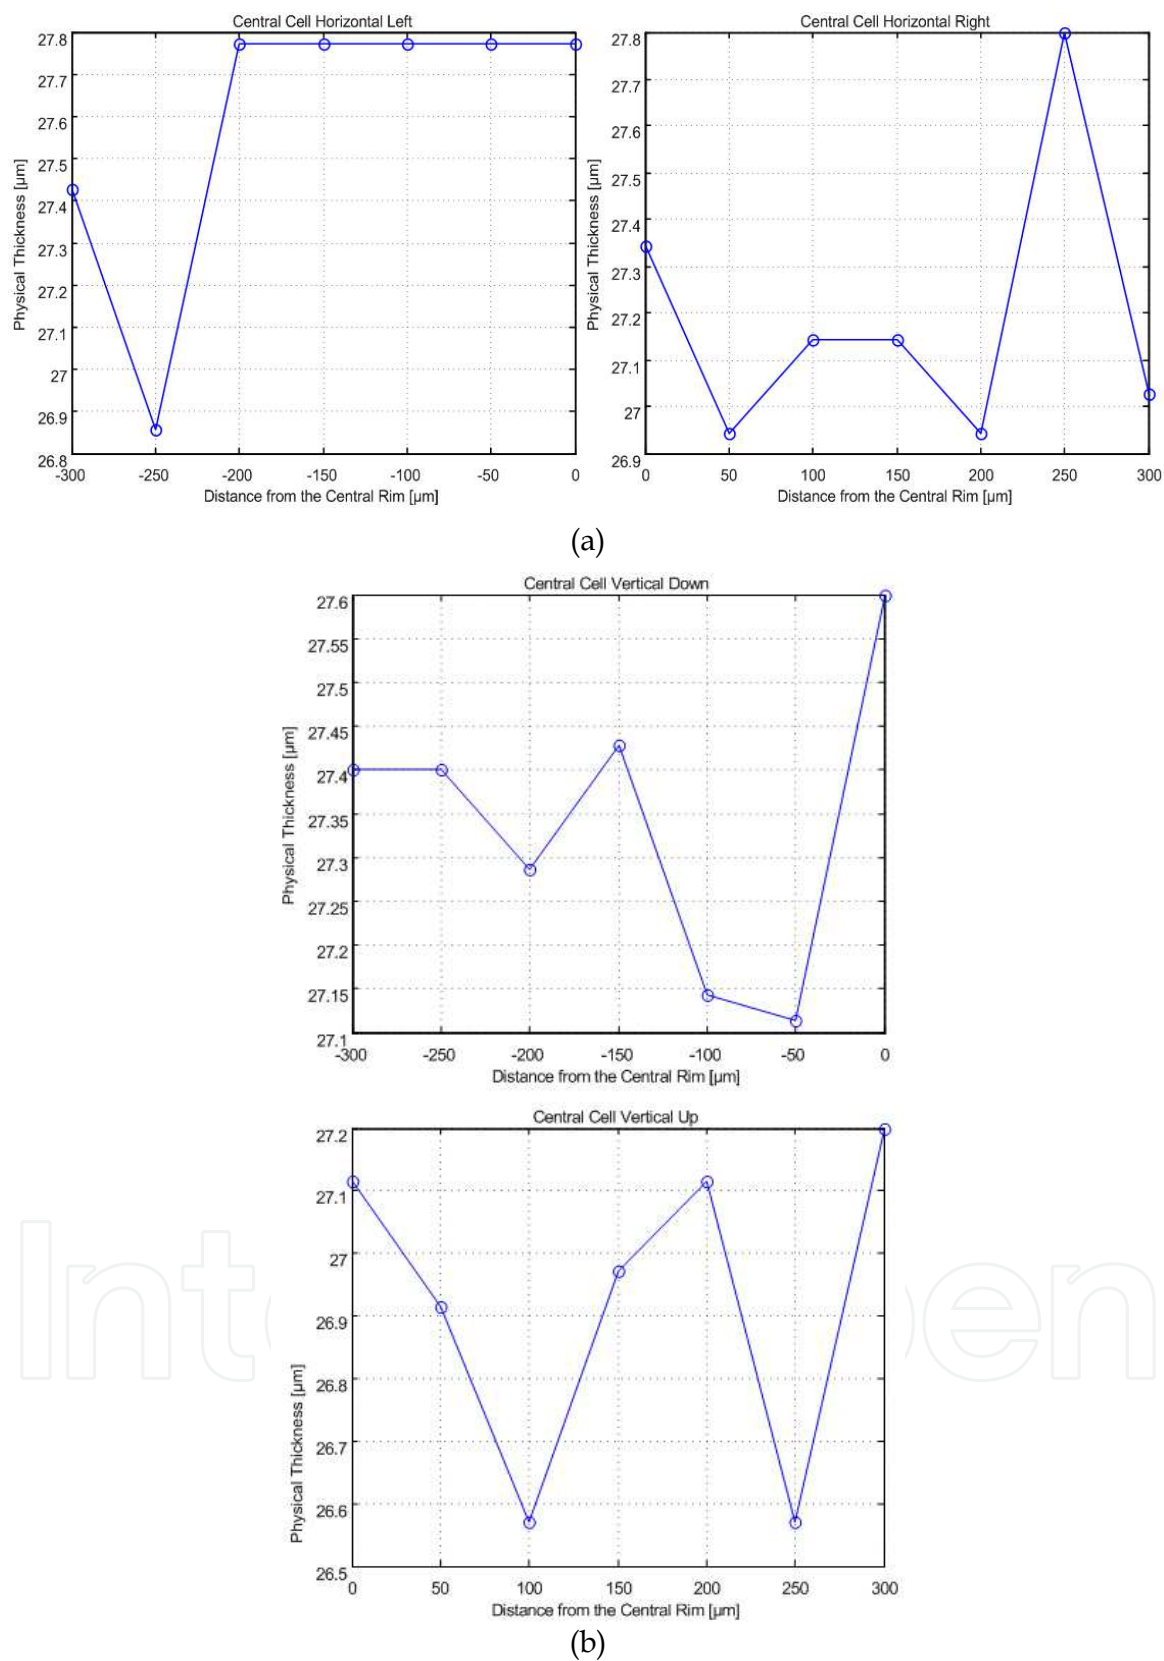 Central Cell Horizontal Left
27.8
27.7
27.6
27.5
27.4
27.3
27.2
27.1
27
26.9
26.8
Physical Thickness [µm]
-300 -250 -200 -150 -100 -50 0
Distance from the Central Rim [µm]
Central Cell Horizontal Right
27.8
27.7
27.6
27.5
27.4
27.3
27.2
27.1
27
26.9
Physical Thickness [µm]
0 50 100 150 200 250 300
Distance from the Central Rim [µm]
(a)
Central Cell Vertical Down
27.6
27.55
27.5
27.45
27.4
27.35
27.3
27.25
27.2
27.15
27.1
Physical Thickness [µm]
-300 -250 -200 -150 -100 -50 0
Distance from the Central Rim [µm]
Central Cell Vertical Up
27.2
27.1
27
26.9
26.8
26.7
26.6
26.5
Physical Thickness [µm]
0 50 100 150 200 250 300
Distance from the Central Rim [µm]
(b)